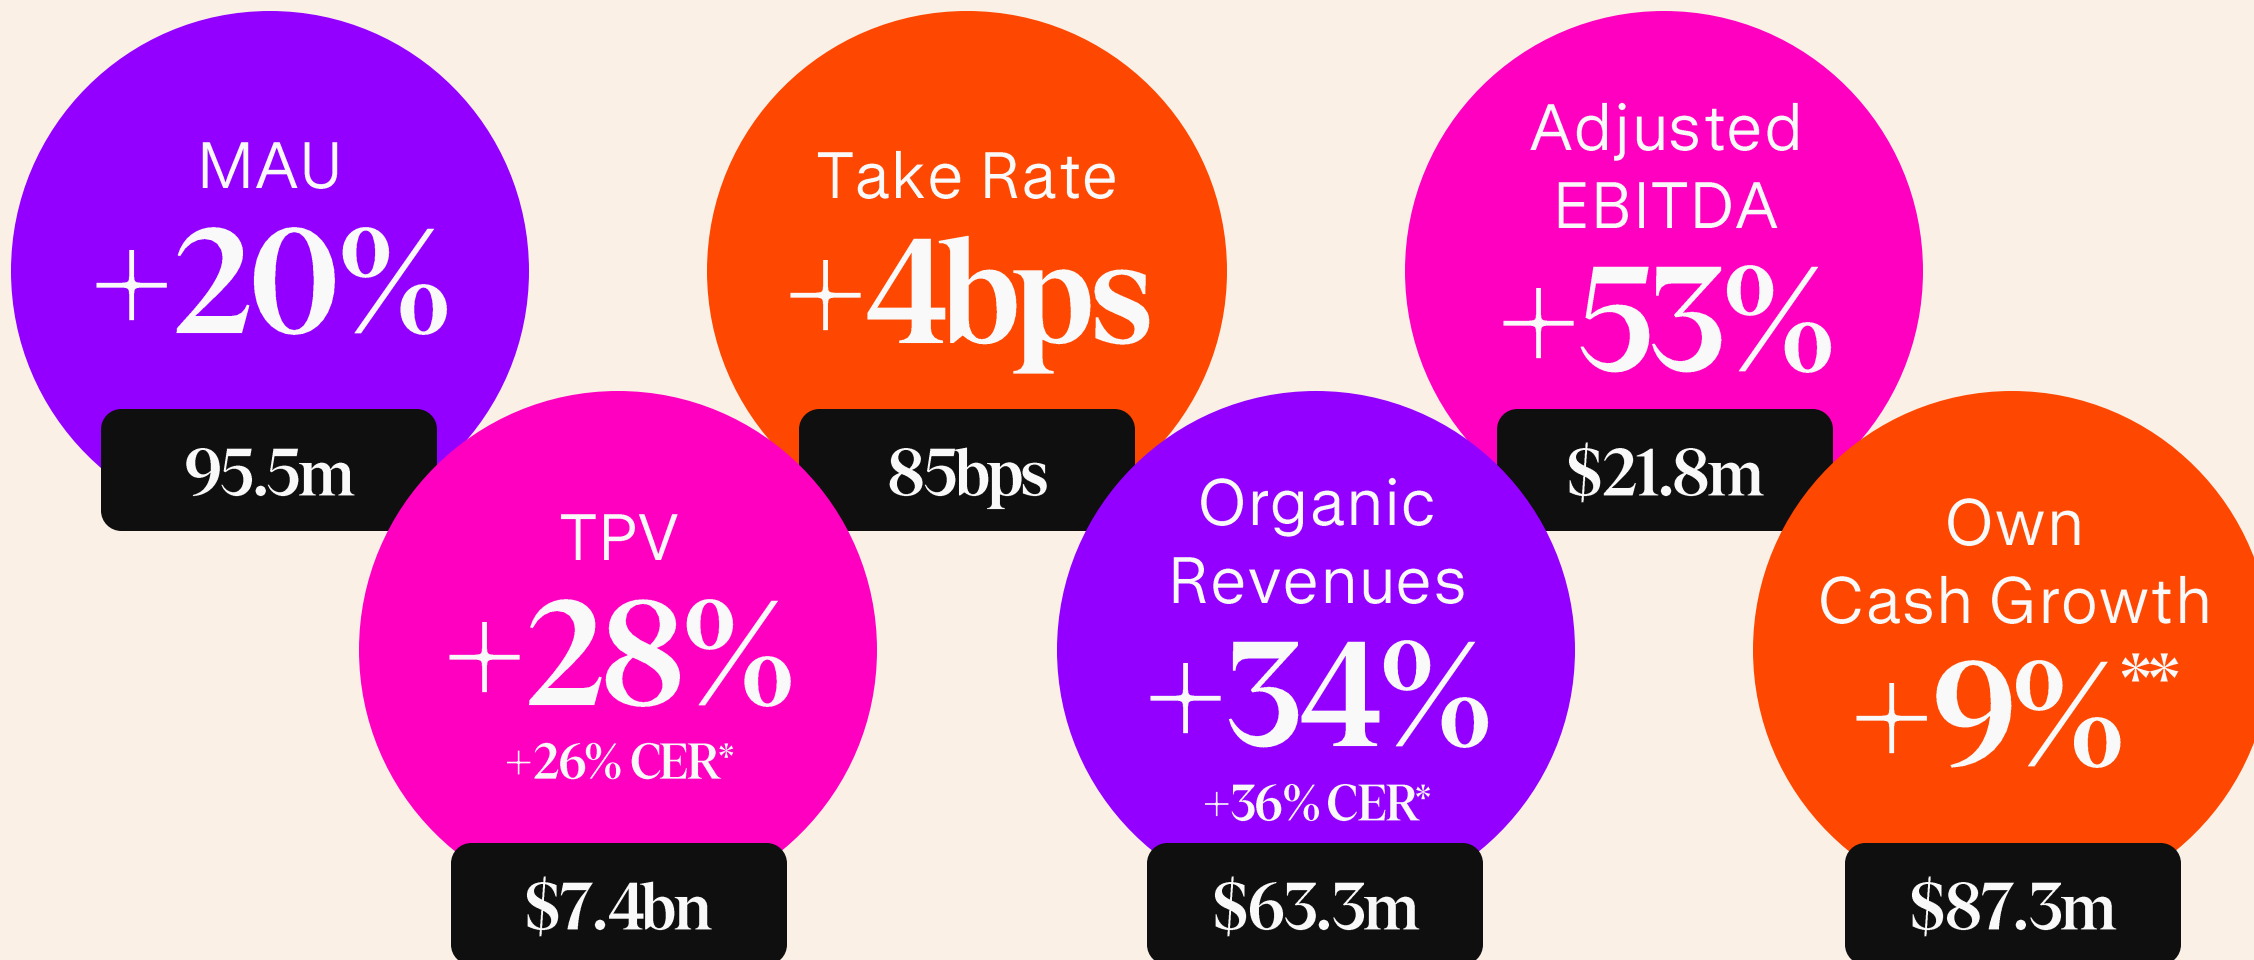 MAU
+20%
95.5m
TPV
+28%
+26% CER*
$7.4bn
Take Rate
+4bps
85bps
Organic
Revenues
+34%
+36% CER*
$63.3m
Adjusted
EBITDA
+53%
$21.8m
Own
Cash Growth
+9%**
$87.3m